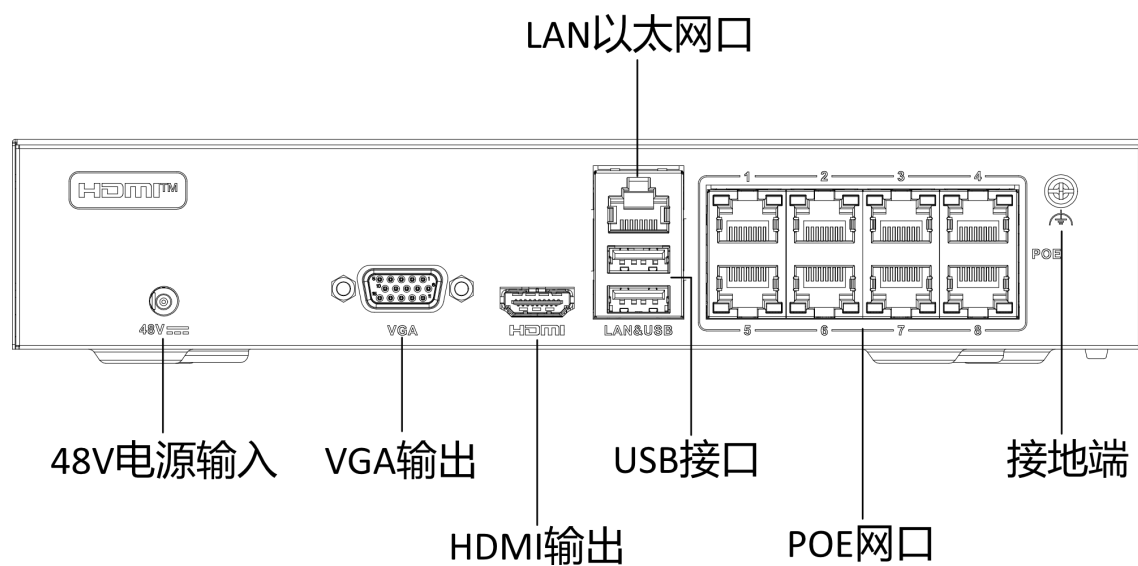 LAN以太网口
HDMI™
1 2 3 4
POE
48V
VGA
HDMI
LAN&USB
5 6 7 8
48V电源输入
VGA输出
USB接口
接地端
HDMI输出
POE网口